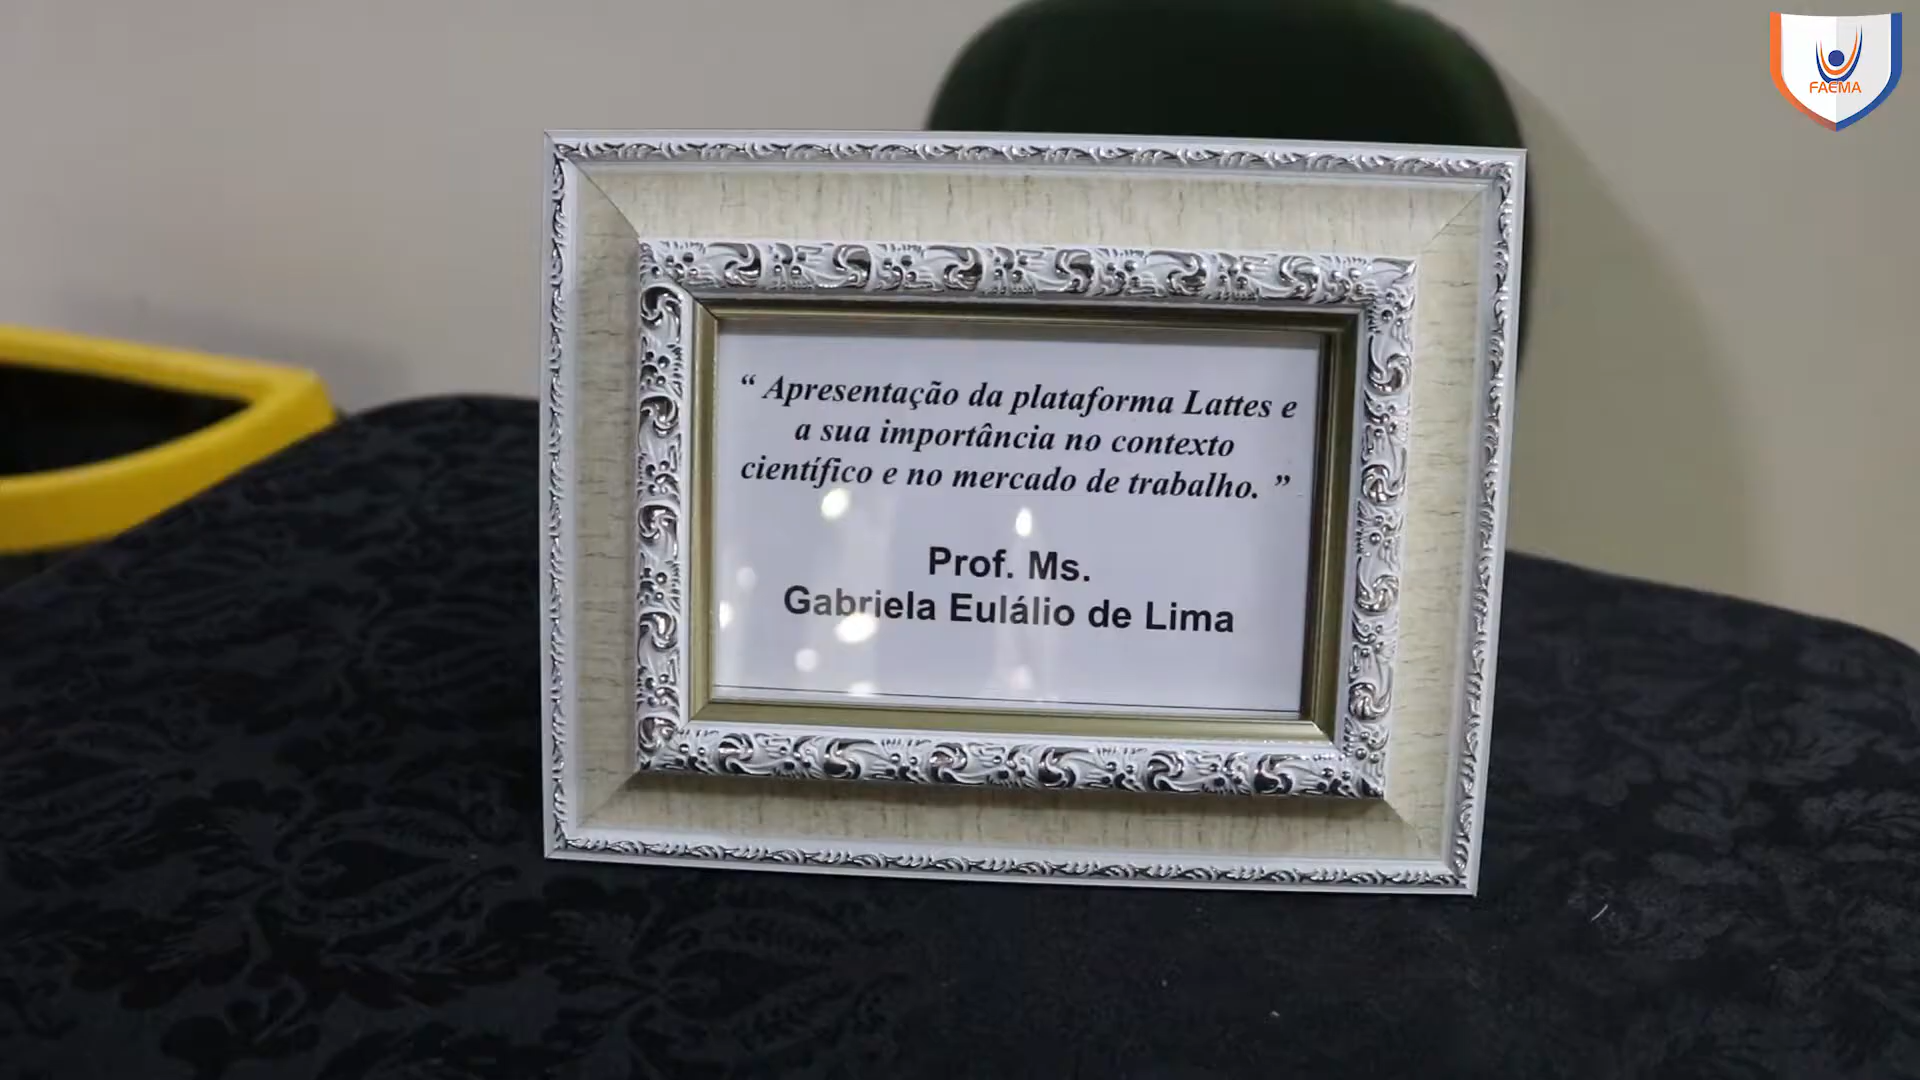 FAEMA
“ Apresentação da plataforma Lattes e
a sua importância no contexto
científico e no mercado de trabalho. ”
Prof. Ms.
Gabriela Eulálio de Lima